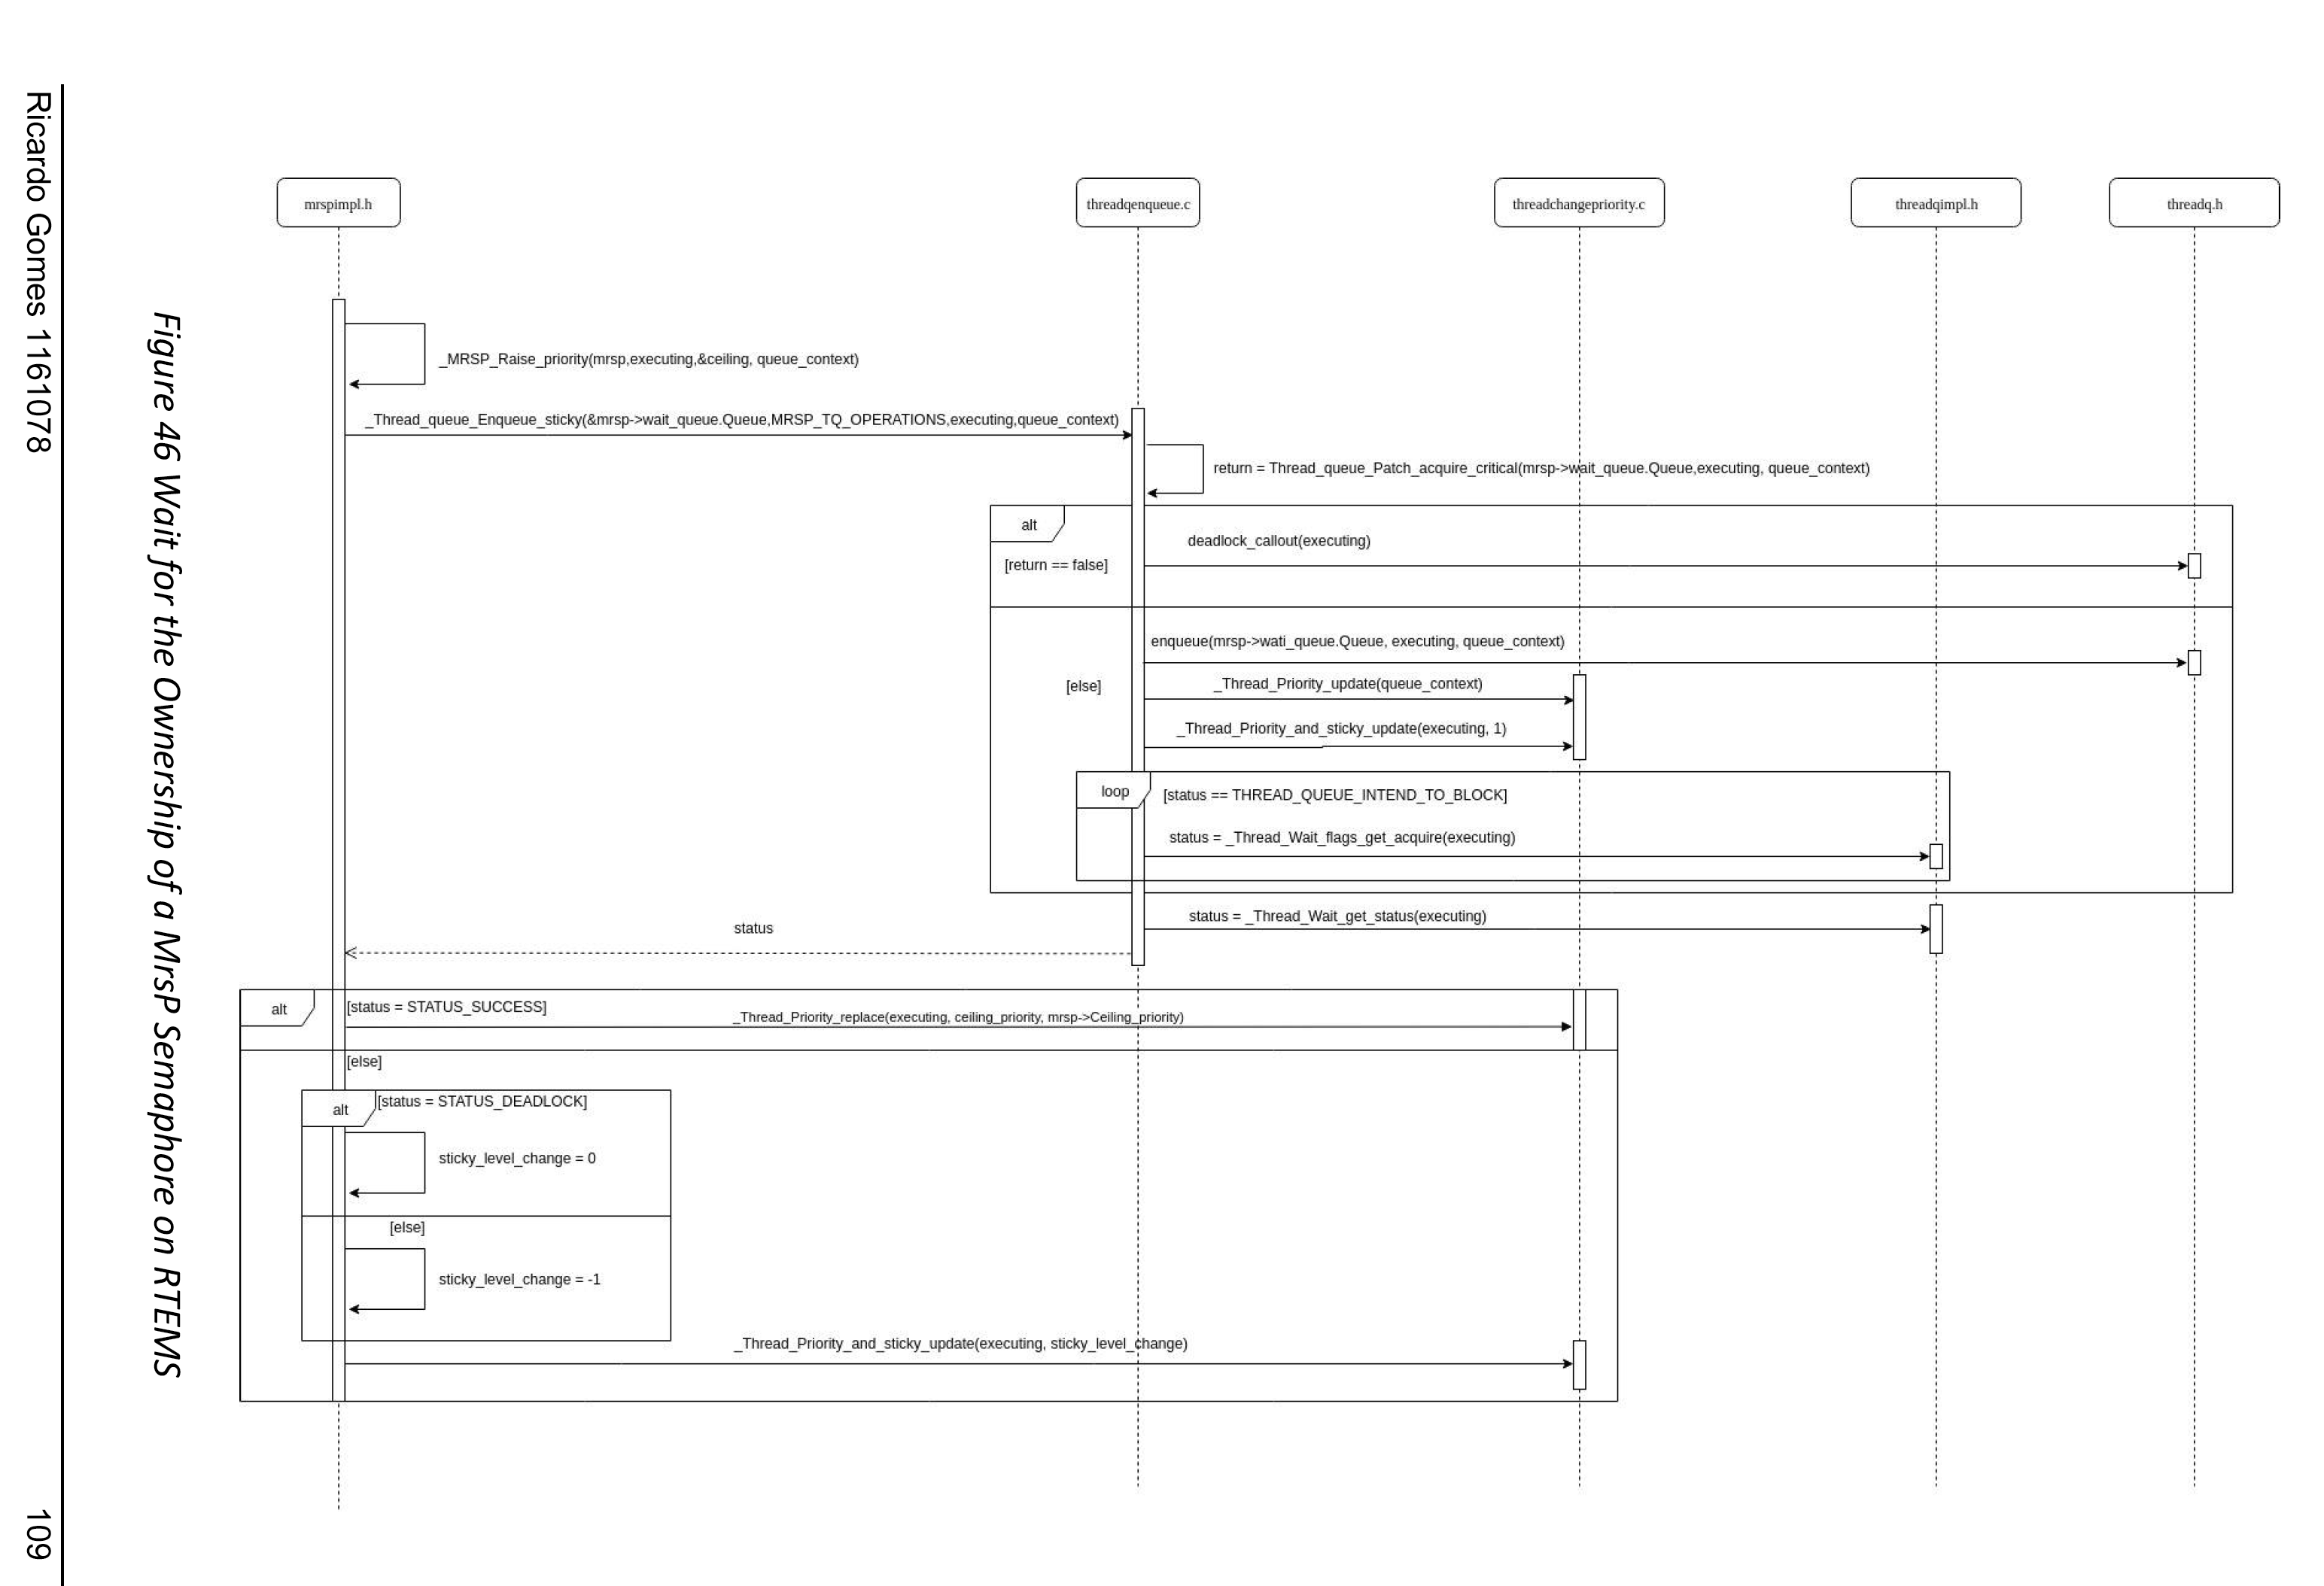 Ricardo Gomes 1161078
109
Figure 46 Wait for the Ownership of a MrsP Semaphore on RTEMS
mrspimpl.h
threadqenqueue.c
threadchangepriority.c
threadqimpl.h
threadq.h
_MRSP_Raise_priority(mrsp,executing,&ceiling, queue_context)
_Thread_queue_Enqueue_sticky(&mrsp->wait_queue.Queue,MRSP_TQ_OPERATIONS,executing,queue_context)
return = Thread_queue_Patch_acquire_critical(mrsp->wait_queue.Queue,executing, queue_context)
alt
deadlock_callout(executing)
[return == false]
enqueue(mrsp->wati_queue.Queue, executing, queue_context)
[else]
_Thread_Priority_update(queue_context)
_Thread_Priority_and_sticky_update(executing, 1)
loop
[status == THREAD_QUEUE_INTEND_TO_BLOCK]
status = _Thread_Wait_flags_get_acquire(executing)
status = _Thread_Wait_get_status(executing)
status
alt
[status = STATUS_SUCCESS]
_Thread_Priority_replace(executing, ceiling_priority, mrsp->Ceiling_priority)
[else]
alt
[status = STATUS_DEADLOCK]
sticky_level_change = 0
[else]
sticky_level_change = -1
_Thread_Priority_and_sticky_update(executing, sticky_level_change)